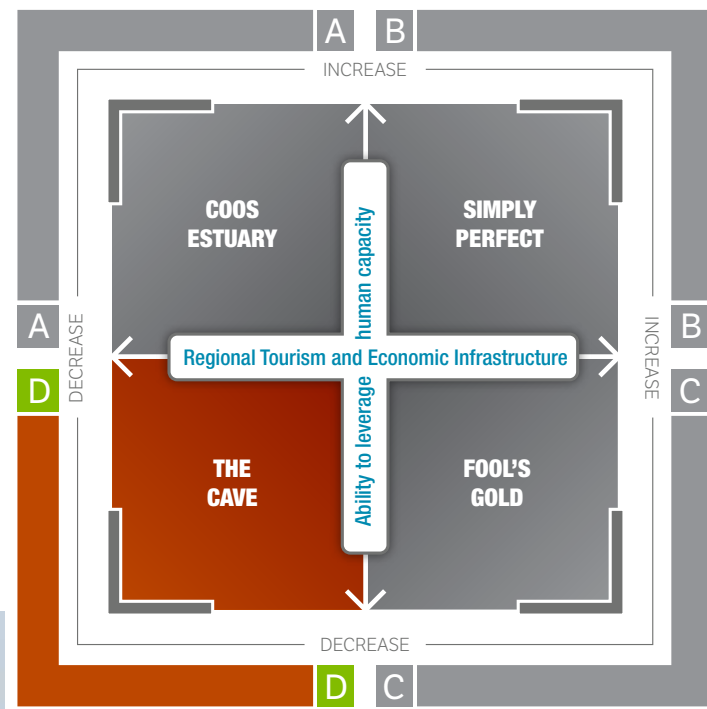 A B
INCREASE
COOS
ESTUARY
SIMPLY
PERFECT
Ability to leverage human capacity
A
B
DECREASE
INCREASE
Regional Tourism and Economic Infrastructure
D
C
THE
CAVE
FOOL'S
GOLD
DECREASE
D C